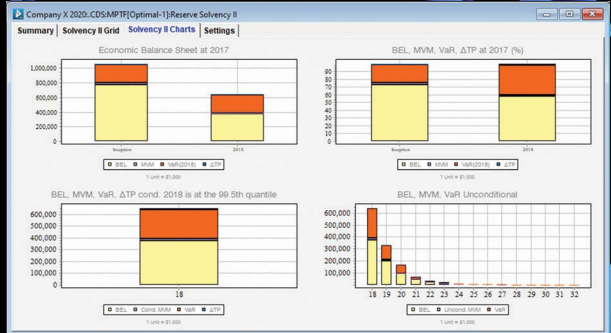 Company X 2020:.CDS:MPTF[Optimal-1]:Reserve Solvency II
Summary Solvency II Grid Solvency II Charts Settings
Economic Balance Sheet at 2017
1,000,000
800,000
600,000
400,000
200,000
0
Inception 2018
BEL MVM VaR(2018) ΔTP
1 Unit = $1,000
BEL, MVM, VaR, ΔTP at 2017 (%)
90
80
70
60
50
40
30
20
10
0
Inception 2018
BEL MVM VaR(2018) ΔTP
1 Unit = $1,000
BEL, MVM, VaR, ΔTP cond. 2018 is at the 99.5th quantile
600,000
500,000
400,000
300,000
200,000
100,000
0
18
BEL Cond. MVM VaR ΔTP
1 Unit = $1,000
BEL, MVM, VaR Unconditional
600,000
500,000
400,000
300,000
200,000
100,000
18 19 20 21 22 23 24 25 26 27 28 29 30 31 32
BEL Uncond. MVM VaR
1 Unit = $1,000